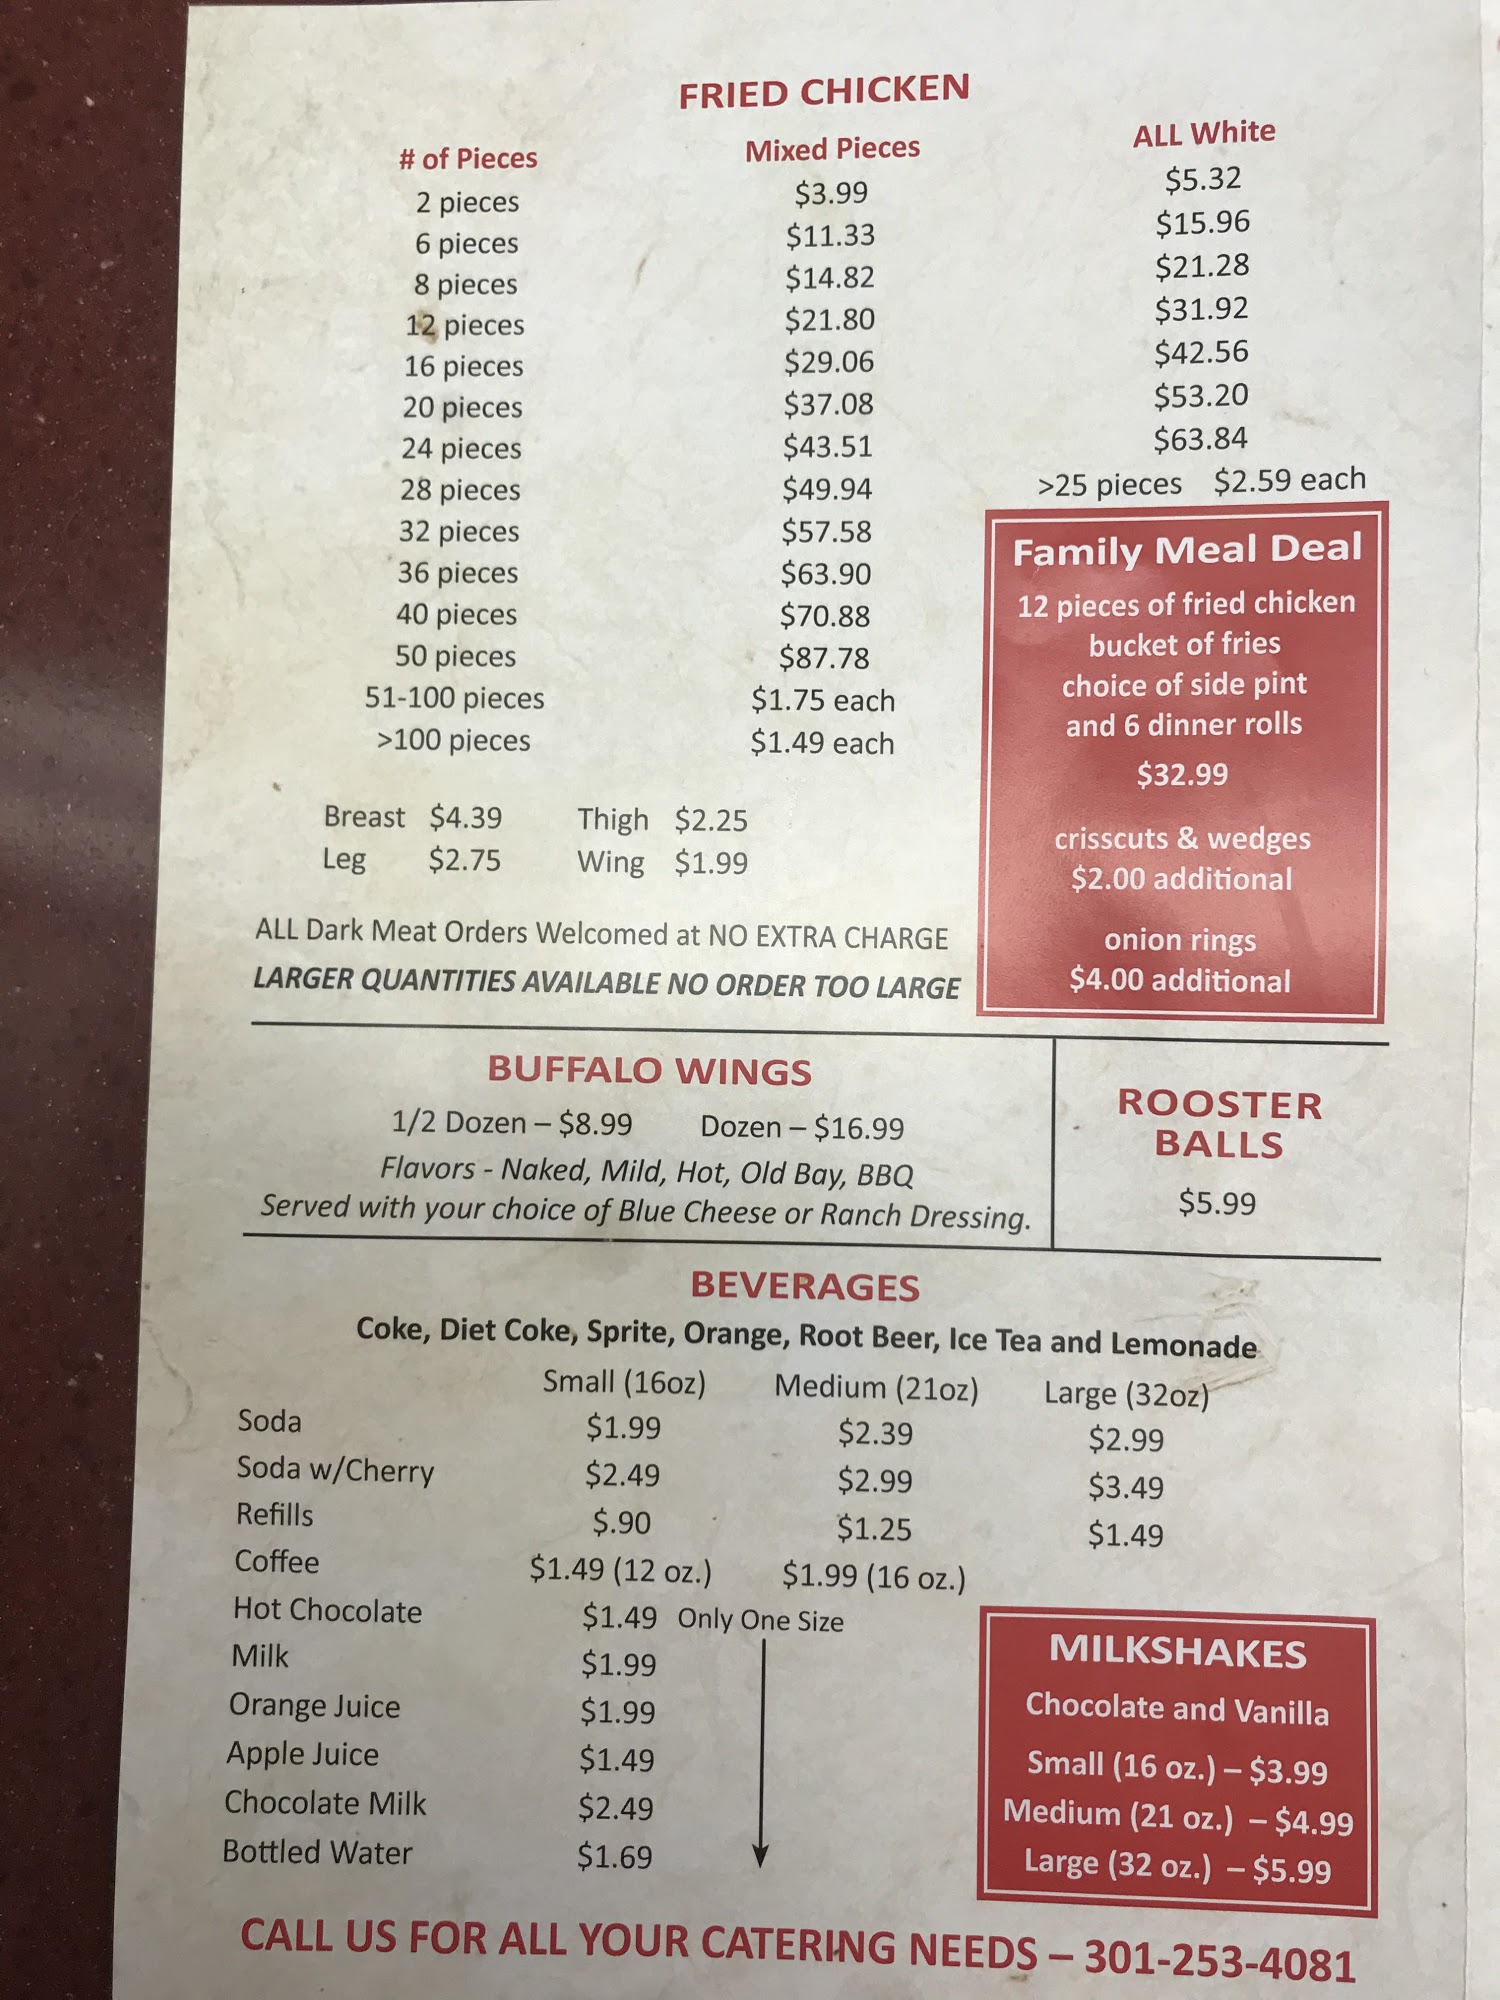 FRIED CHICKEN
# of Pieces Mixed Pieces ALL White
2 pieces $3.99 $5.32
6 pieces $11.33 $15.96
8 pieces $14.82 $21.28
12 pieces $21.80 $31.92
16 pieces $29.06 $42.56
20 pieces $37.08 $53.20
24 pieces $43.51 $63.84
28 pieces $49.94 >25 pieces $2.59 each
32 pieces $57.58
36 pieces $63.90
40 pieces $70.88
50 pieces $87.78
51-100 pieces $1.75 each
>100 pieces $1.49 each
Family Meal Deal
12 pieces of fried chicken
bucket of fries
choice of side pint
and 6 dinner rolls
$32.99
crisscuts & wedges
$2.00 additional
onion rings
$4.00 additional
Breast $4.39 Thigh $2.25
Leg $2.75 Wing $1.99
ALL Dark Meat Orders Welcomed at NO EXTRA CHARGE
LARGER QUANTITIES AVAILABLE NO ORDER TOO LARGE
BUFFALO WINGS
1/2 Dozen – $8.99 Dozen – $16.99
Flavors - Naked, Mild, Hot, Old Bay, BBQ
Served with your choice of Blue Cheese or Ranch Dressing.
ROOSTER
BALLS
$5.99
BEVERAGES
Coke, Diet Coke, Sprite, Orange, Root Beer, Ice Tea and Lemonade
Small (16oz) Medium (21oz) Large (32oz)
Soda $1.99 $2.39 $2.99
Soda w/Cherry $2.49 $2.99 $3.49
Refills $.90 $1.25 $1.49
Coffee $1.49 (12 oz.) $1.99 (16 oz.)
Hot Chocolate $1.49 Only One Size
Milk $1.99
Orange Juice $1.99
Apple Juice $1.49
Chocolate Milk $2.49
Bottled Water $1.69
MILKSHAKES
Chocolate and Vanilla
Small (16 oz.) – $3.99
Medium (21 oz.) – $4.99
Large (32 oz.) – $5.99
CALL US FOR ALL YOUR CATERING NEEDS – 301-253-4081